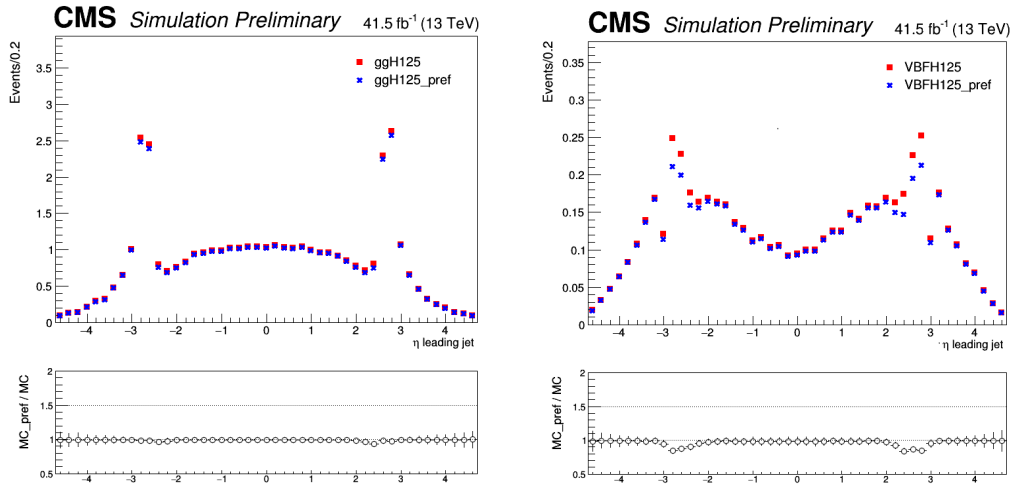 CMS Simulation Preliminary 41.5 fb⁻¹ (13 TeV)
Events/0.2
3.5
3
2.5
2
1.5
1
0.5
0
ggH125
ggH125_pref
−4 −3 −2 −1 0 1 2 3 4
η leading jet
MC_pref / MC
2
1.5
1
0.5
−4 −3 −2 −1 0 1 2 3 4
CMS Simulation Preliminary 41.5 fb⁻¹ (13 TeV)
Events/0.2
0.35
0.3
0.25
0.2
0.15
0.1
0.05
0
VBFH125
VBFH125_pref
−4 −3 −2 −1 0 1 2 3 4
η leading jet
MC_pref / MC
2
1.5
1
0.5
−4 −3 −2 −1 0 1 2 3 4